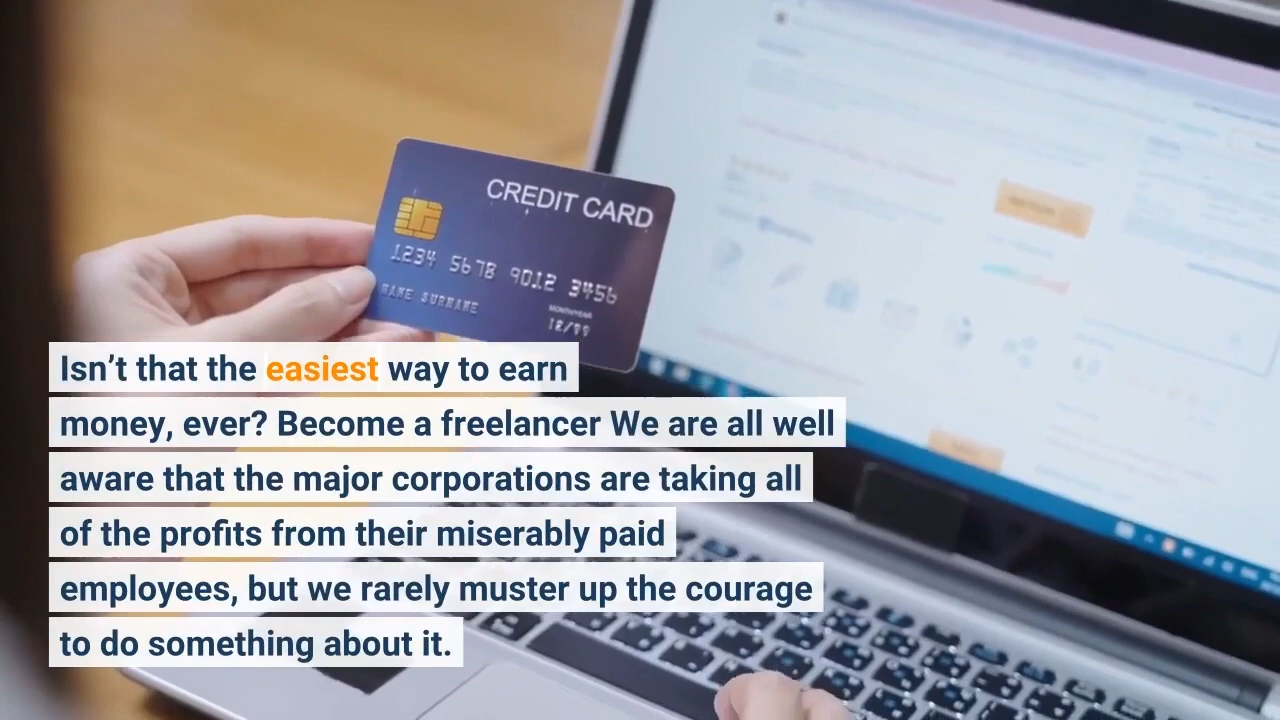 CREDIT CARD
1234 5678 9012 3456
NAME SURNAME
MONTH/YEAR
Isn’t that the easiest way to earn
money, ever? Become a freelancer We are all well
aware that the major corporations are taking all
of the profits from their miserably paid
employees, but we rarely muster up the courage
to do something about it.